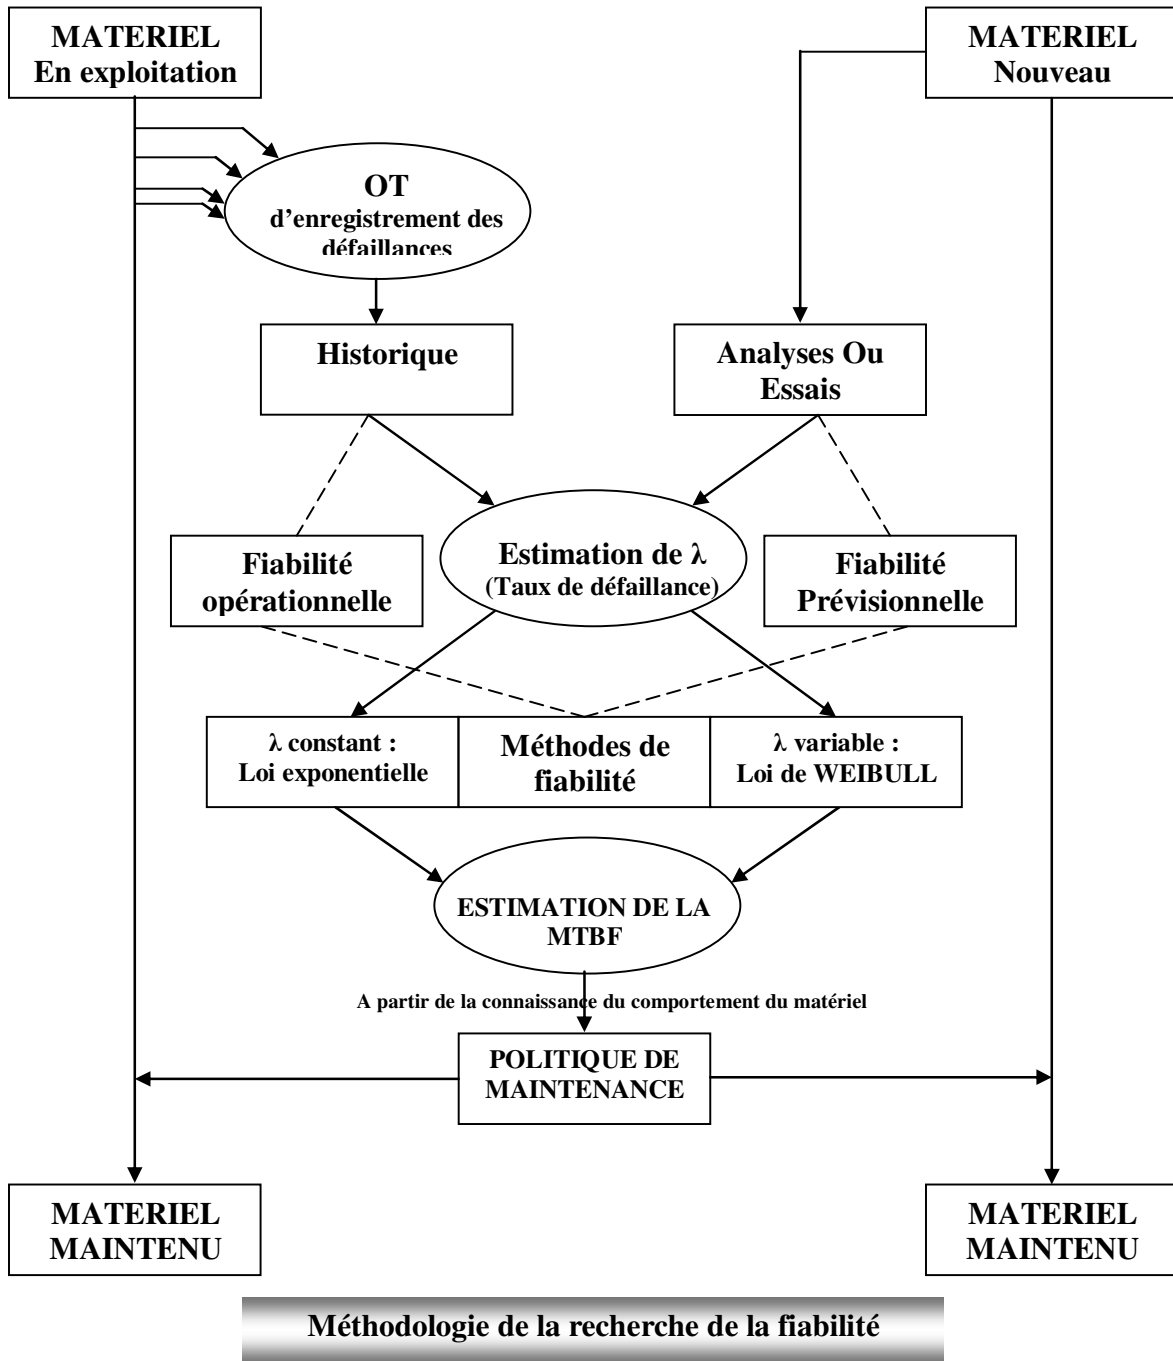 MATERIEL
En exploitation
MATERIEL
Nouveau
OT
d’enregistrement des
défaillances
Historique
Analyses Ou
Essais
Fiabilité
opérationnelle
Estimation de λ
(Taux de défaillance)
Fiabilité
Prévisionnelle
λ constant :
Loi exponentielle
Méthodes de
fiabilité
λ variable :
Loi de WEIBULL
ESTIMATION DE LA
MTBF
A partir de la connaissance du comportement du matériel
POLITIQUE DE
MAINTENANCE
MATERIEL
MAINTENU
MATERIEL
MAINTENU
Méthodologie de la recherche de la fiabilité